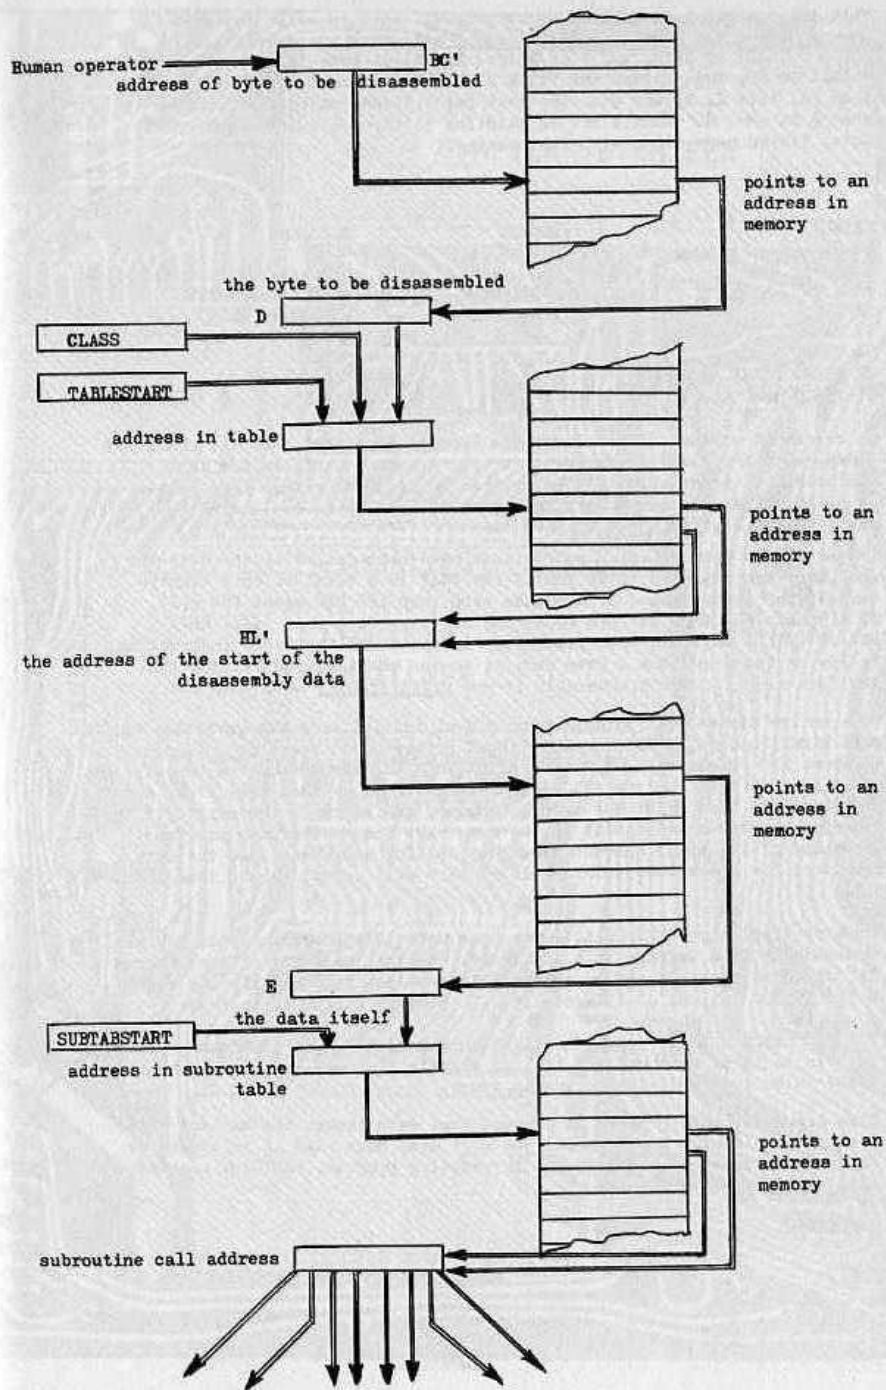 Human operator
BC'
address of byte to be disassembled
points to an
address in
memory
the byte to be disassembled
D
CLASS
TABLESTART
address in table
points to an
address in
memory
HL'
the address of the start of the
disassembly data
points to an
address in
memory
E
the data itself
SUBTABSTART
address in subroutine
table
points to an
address in
memory
subroutine call address